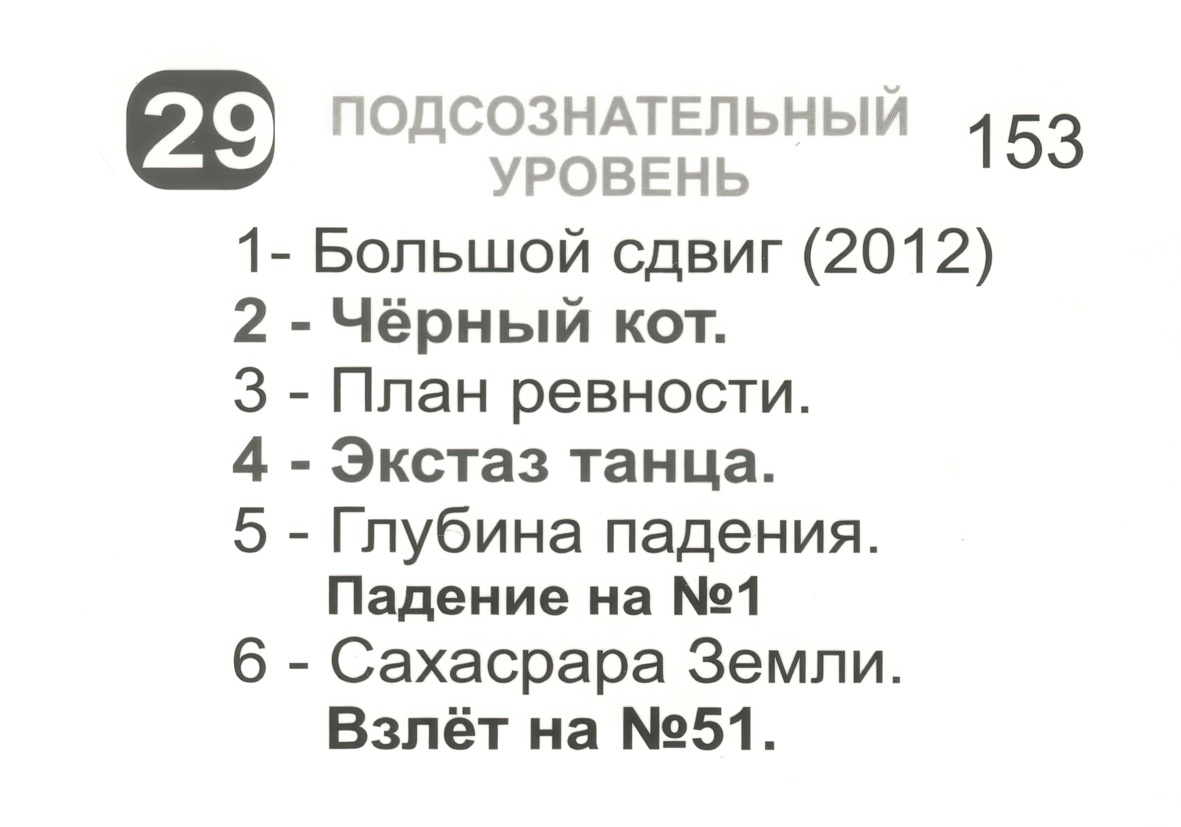 29 ПОДСОЗНАТЕЛЬНЫЙ 153
УРОВЕНЬ
1- Большой сдвиг (2012)
2 - Чёрный кот.
3 - План ревности.
4 - Экстаз танца.
5 - Глубина падения.
Падение на №1
6 - Сахасрара Земли.
Взлёт на №51.